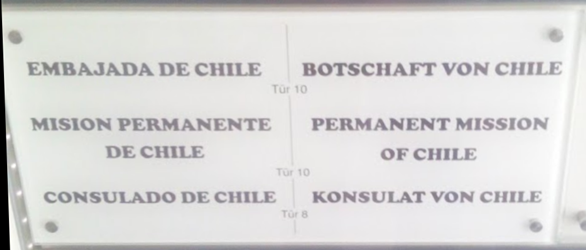 EMBAJADA DE CHILE BOTSCHAFT VON CHILE
Tür 10
MISION PERMANENTE PERMANENT MISSION
DE CHILE OF CHILE
Tür 10
CONSULADO DE CHILE KONSULAT VON CHILE
Tür 8